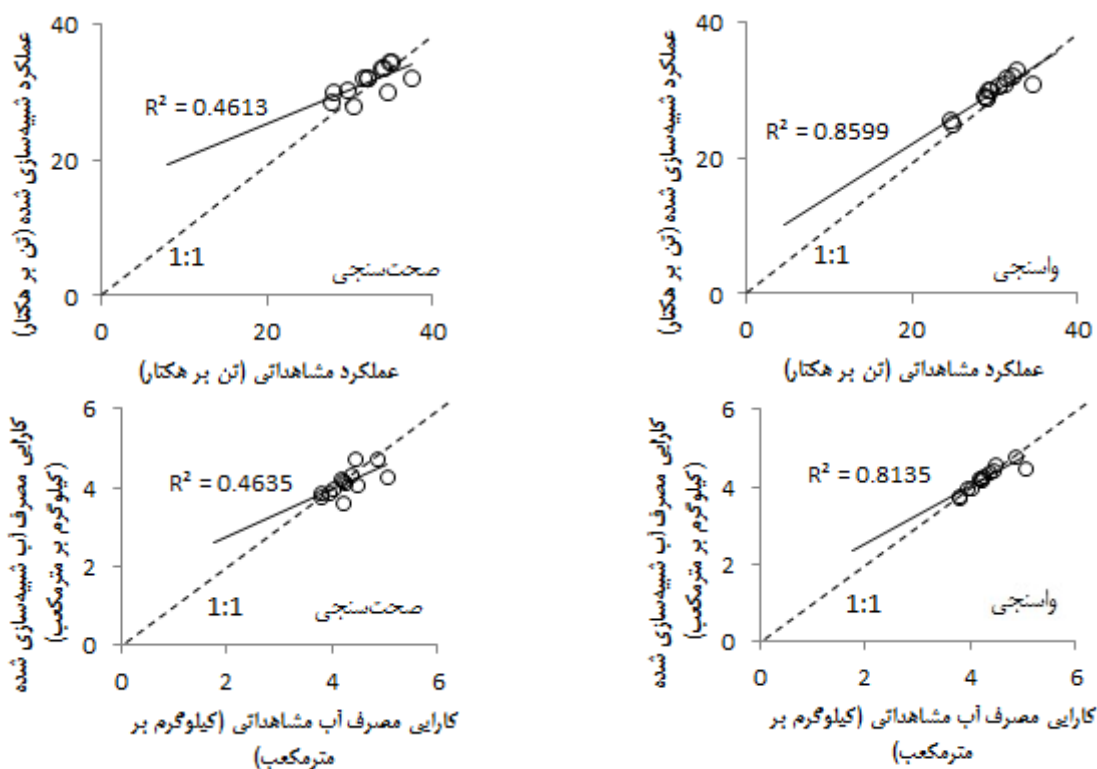 عملکرد شبیه‌سازی شده (تن بر هکتار)
40
20
0
R² = 0.4613
1:1
صحت‌سنجی
0 20 40
عملکرد مشاهداتی (تن بر هکتار)
عملکرد شبیه‌سازی شده (تن بر هکتار)
40
20
0
R² = 0.8599
1:1
واسنجی
0 20 40
عملکرد مشاهداتی (تن بر هکتار)
کارایی مصرف آب شبیه‌سازی شده
(کیلوگرم بر مترمکعب)
6
4
2
0
R² = 0.4635
1:1
صحت‌سنجی
0 2 4 6
کارایی مصرف آب مشاهداتی (کیلوگرم بر
مترمکعب)
کارایی مصرف آب شبیه‌سازی شده
(کیلوگرم بر مترمکعب)
6
4
2
0
R² = 0.8135
1:1
واسنجی
0 2 4 6
کارایی مصرف آب مشاهداتی (کیلوگرم بر
مترمکعب)